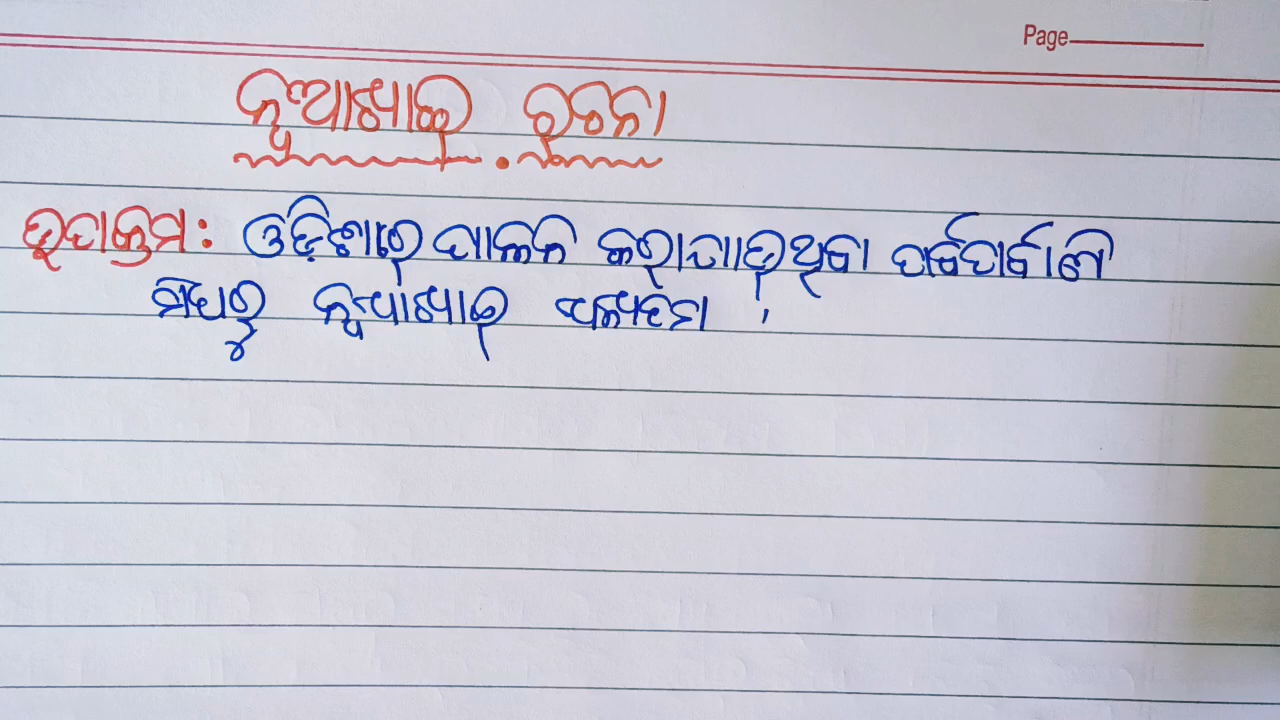 Page
ନୂଆଖାଇ ରଚନା
ଉପକ୍ରମ: ଓଡ଼ିଶାରେ ପାଳନ କରାଯାଉଥିବା ପର୍ବପର୍ବାଣି
ମଧ୍ୟରୁ ନୂଆଖାଇ ଅନ୍ୟତମ ।